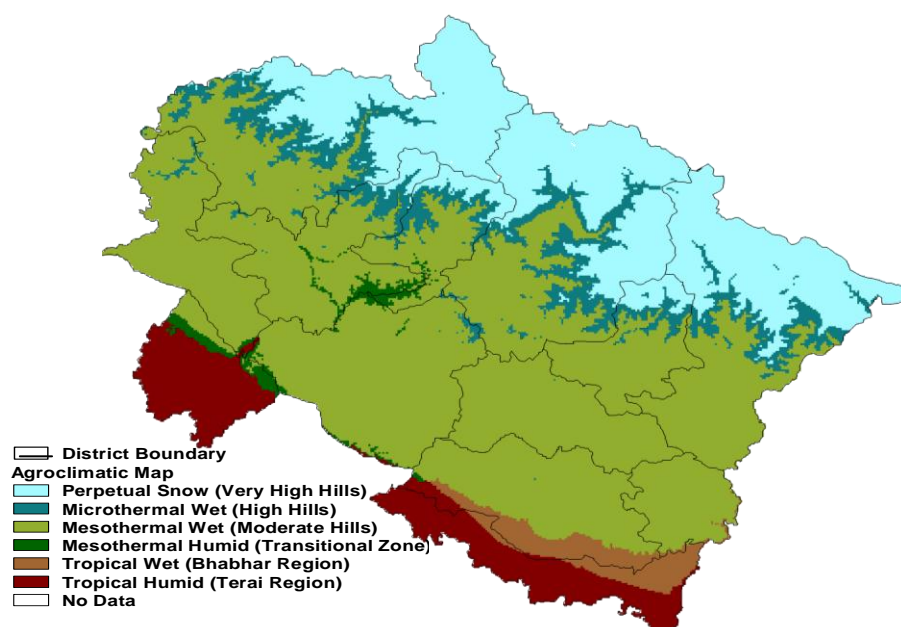 District Boundary
Agroclimatic Map
Perpetual Snow (Very High Hills)
Microthermal Wet (High Hills)
Mesothermal Wet (Moderate Hills)
Mesothermal Humid (Transitional Zone)
Tropical Wet (Bhabhar Region)
Tropical Humid (Terai Region)
No Data